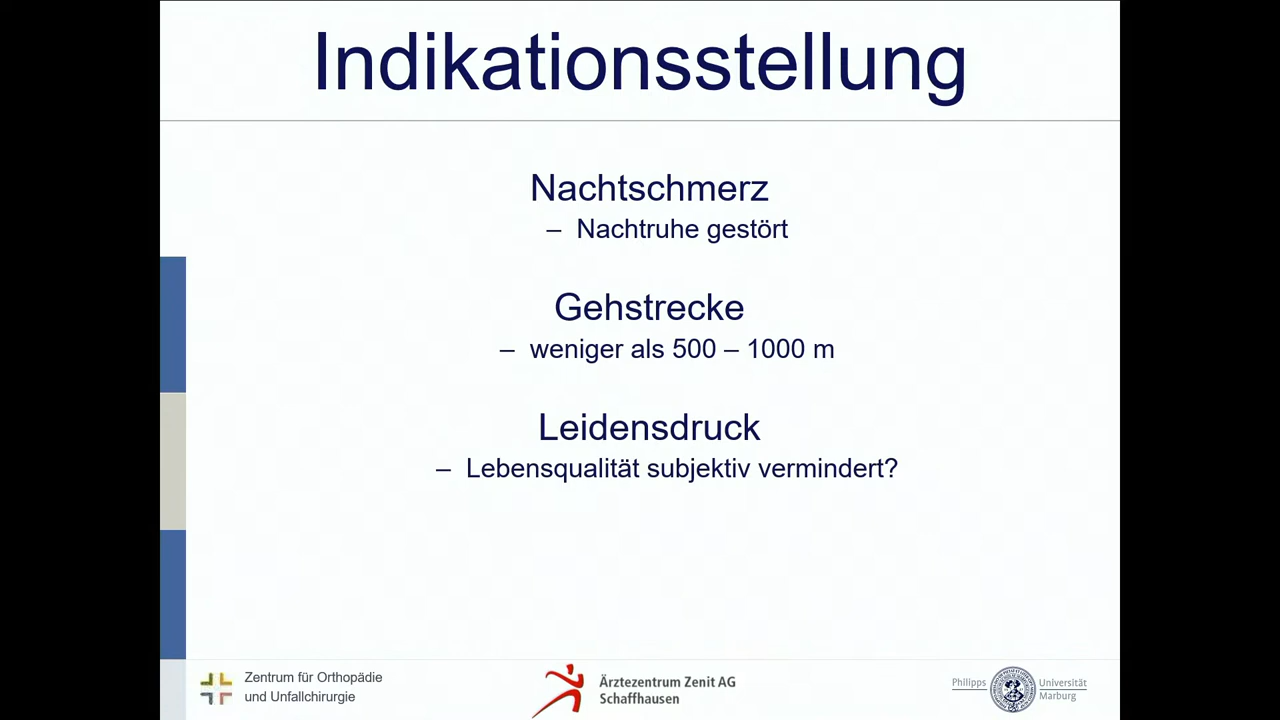 Indikationsstellung
Nachtschmerz
– Nachtruhe gestört
Gehstrecke
– weniger als 500 – 1000 m
Leidensdruck
– Lebensqualität subjektiv vermindert?
Zentrum für Orthopädie
und Unfallchirurgie
Ärztezentrum Zenit AG
Schaffhausen
Philipps Universität
Marburg